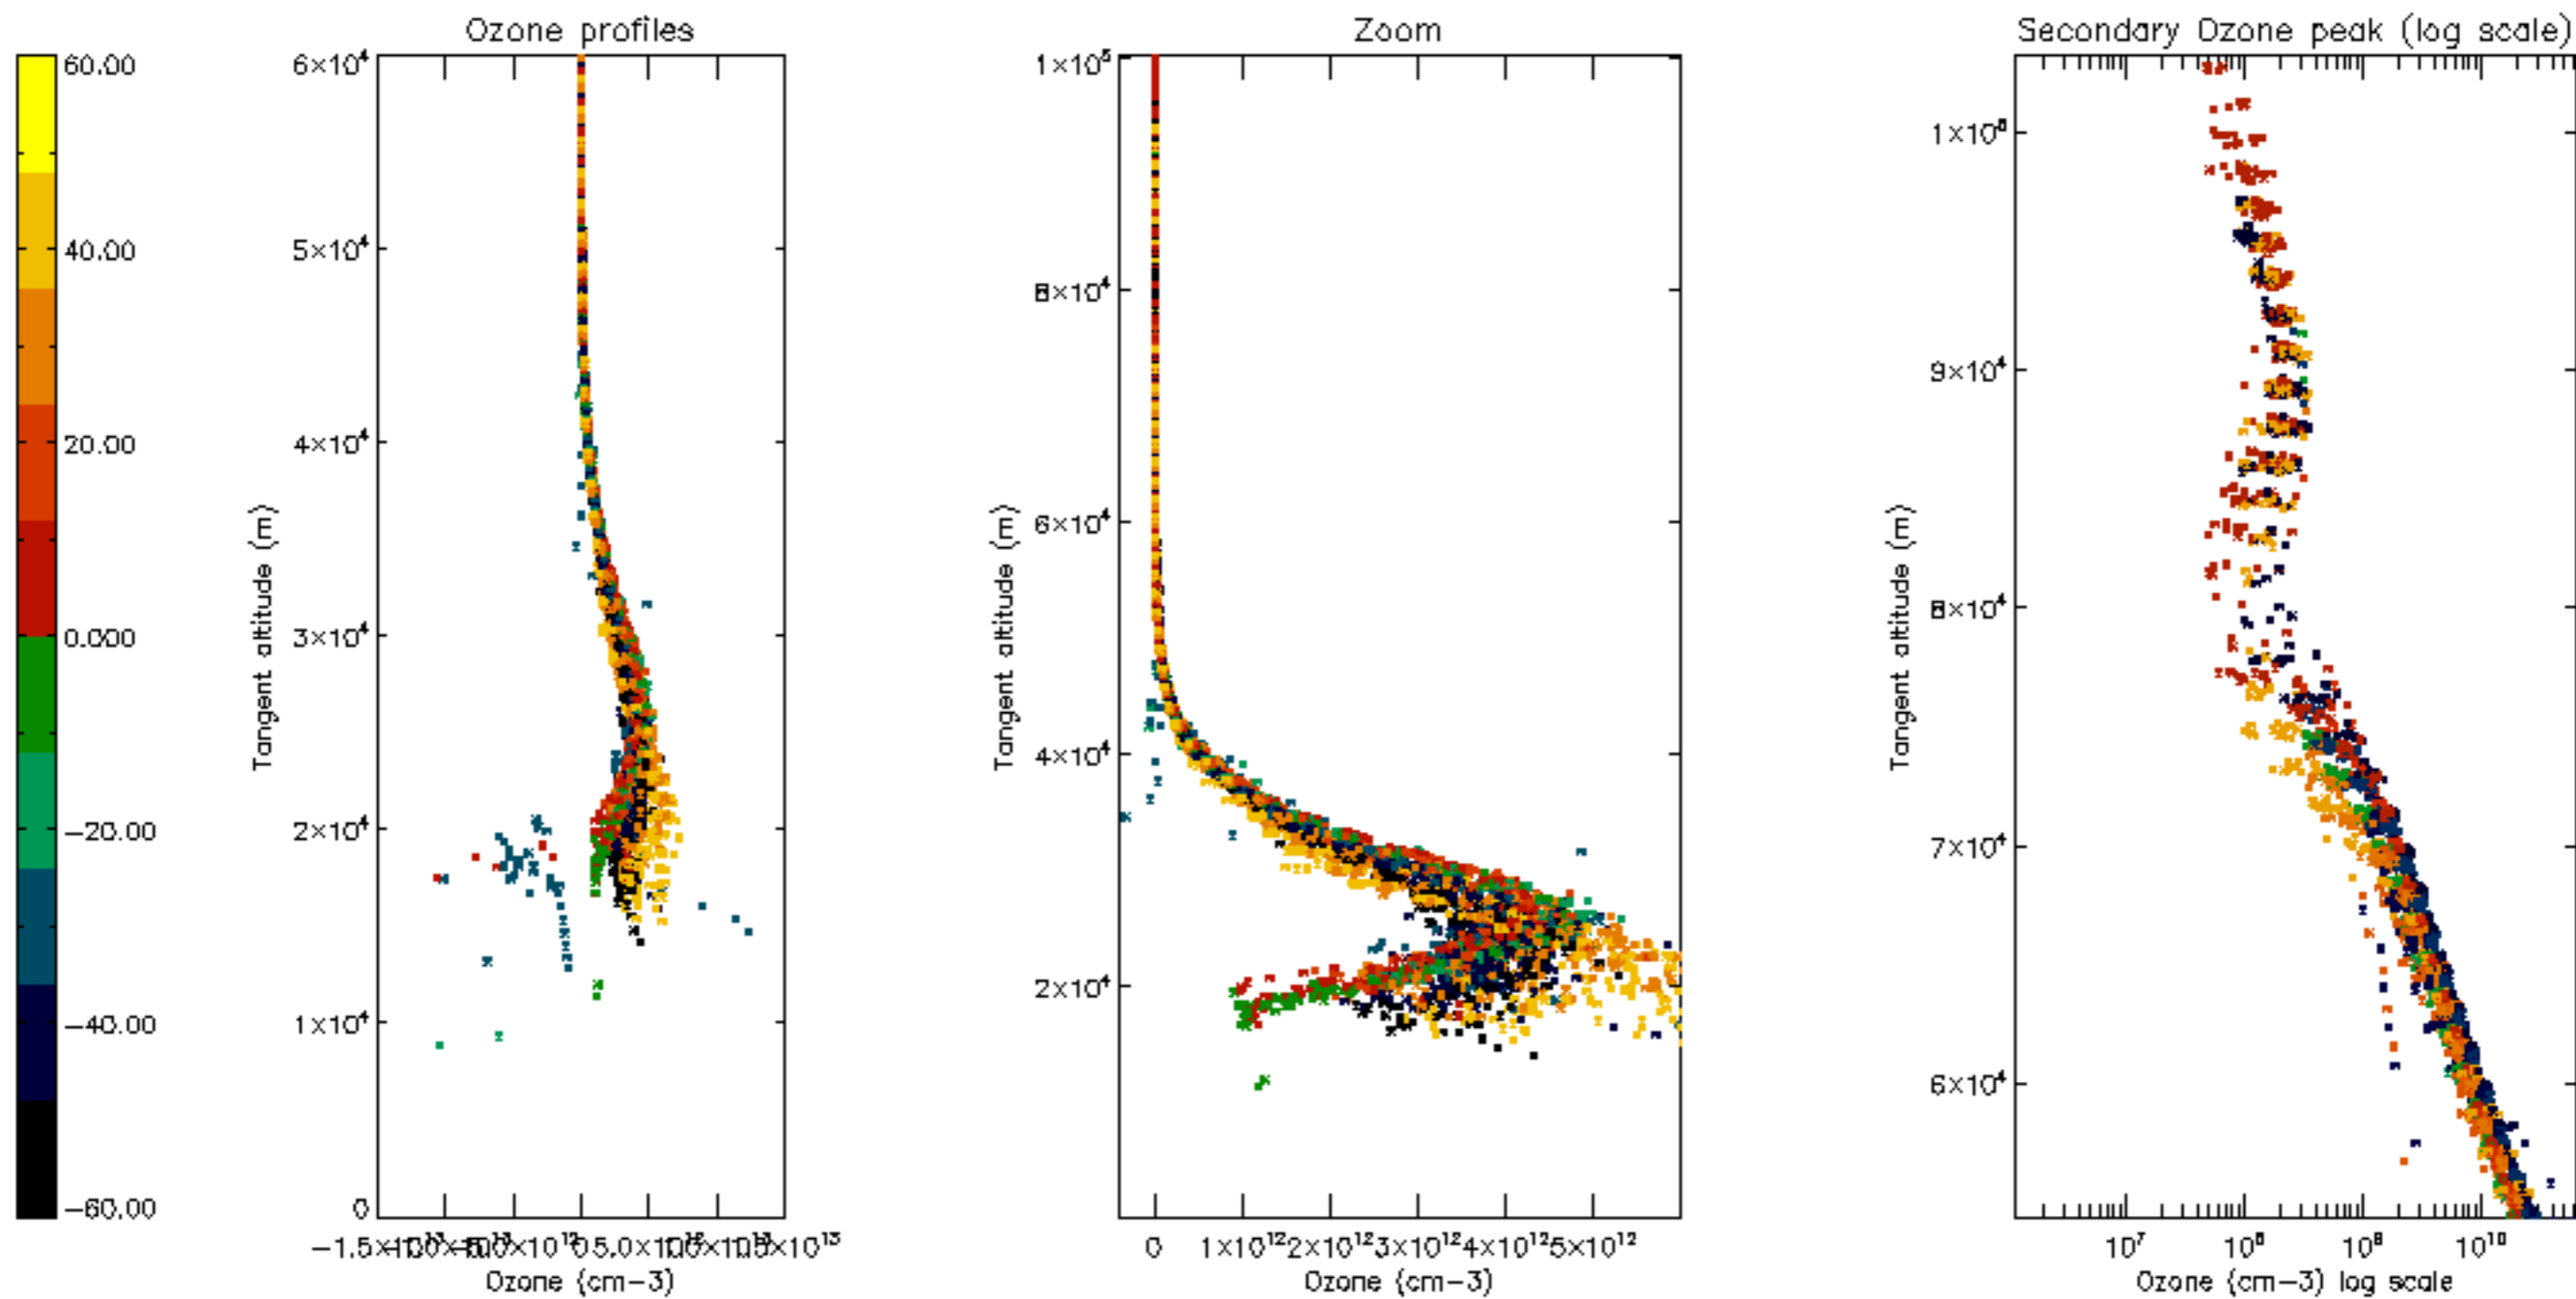 Ozone profiles
Zoom
Secondary Ozone peak (log scale)
60.00
40.00
20.00
0.000
−20.00
−40.00
−60.00
6×10⁴
5×10⁴
4×10⁴
3×10⁴
2×10⁴
1×10⁴
0
Tangent altitude (m)
Ozone (cm−3)
1×10⁵
8×10⁴
6×10⁴
4×10⁴
2×10⁴
Tangent altitude (m)
0 1×10¹² 2×10¹² 3×10¹² 4×10¹² 5×10¹²
Ozone (cm−3)
9×10⁴
8×10⁴
7×10⁴
6×10⁴
Tangent altitude (m)
10⁷ 10⁸ 10⁹ 10¹⁰
Ozone (cm−3) log scale